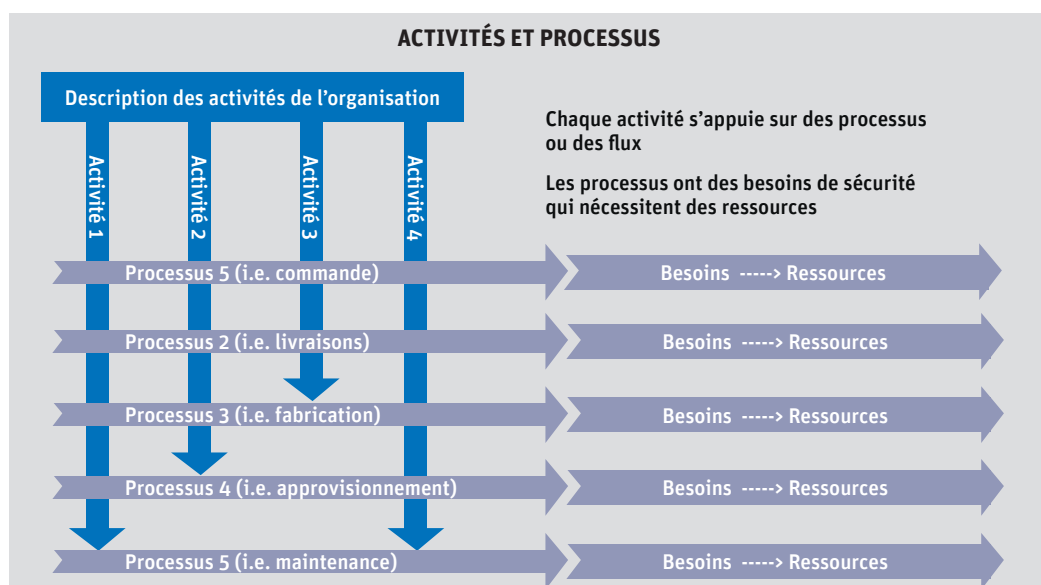 ACTIVITÉS ET PROCESSUS
Description des activités de l'organisation
Chaque activité s'appuie sur des processus
ou des flux
Les processus ont des besoins de sécurité
qui nécessitent des ressources
Activité 1
Activité 2
Activité 3
Activité 4
Processus 5 (i.e. commande)
Besoins -----> Ressources
Processus 2 (i.e. livraisons)
Besoins -----> Ressources
Processus 3 (i.e. fabrication)
Besoins ----> Ressources
Processus 4 (i.e. approvisionnement)
Besoins -----> Ressources
Processus 5 (i.e. maintenance)
Besoins -----> Ressources